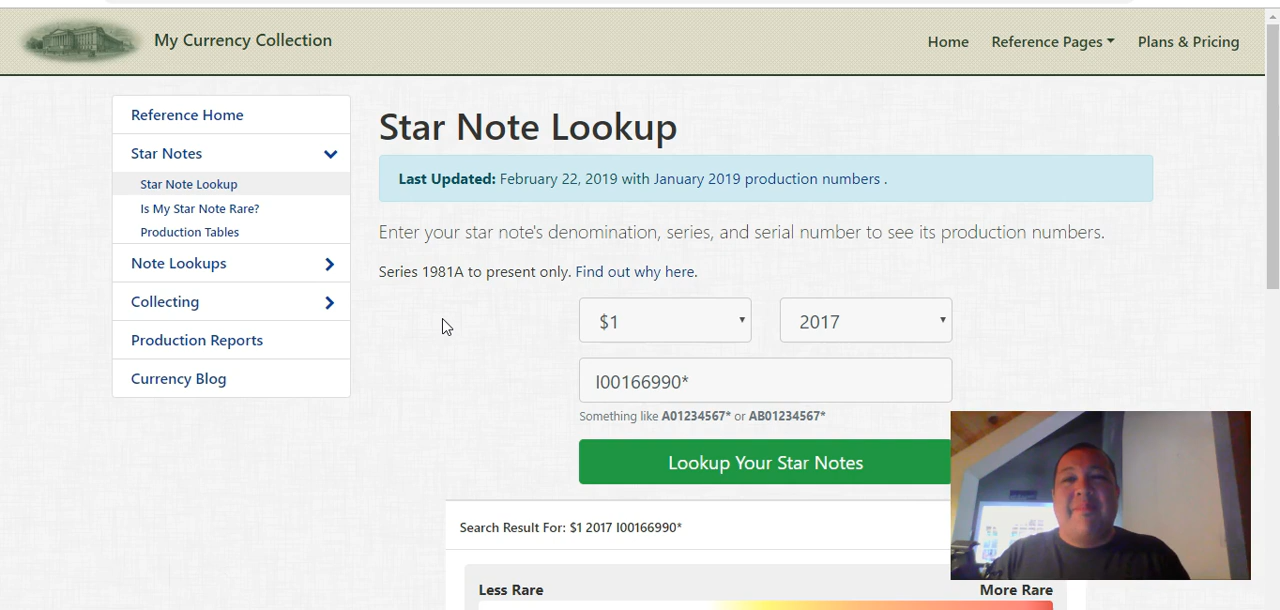 My Currency Collection
Home Reference Pages Plans & Pricing
Reference Home
Star Notes
Star Note Lookup
Is My Star Note Rare?
Production Tables
Note Lookups
Collecting
Production Reports
Currency Blog
Star Note Lookup
Last Updated: February 22, 2019 with January 2019 production numbers .
Enter your star note's denomination, series, and serial number to see its production numbers.
Series 1981A to present only. Find out why here.
$1 2017
I00166990*
Something like A01234567* or AB01234567*
Lookup Your Star Notes
Search Result For: $1 2017 I00166990*
Less Rare More Rare